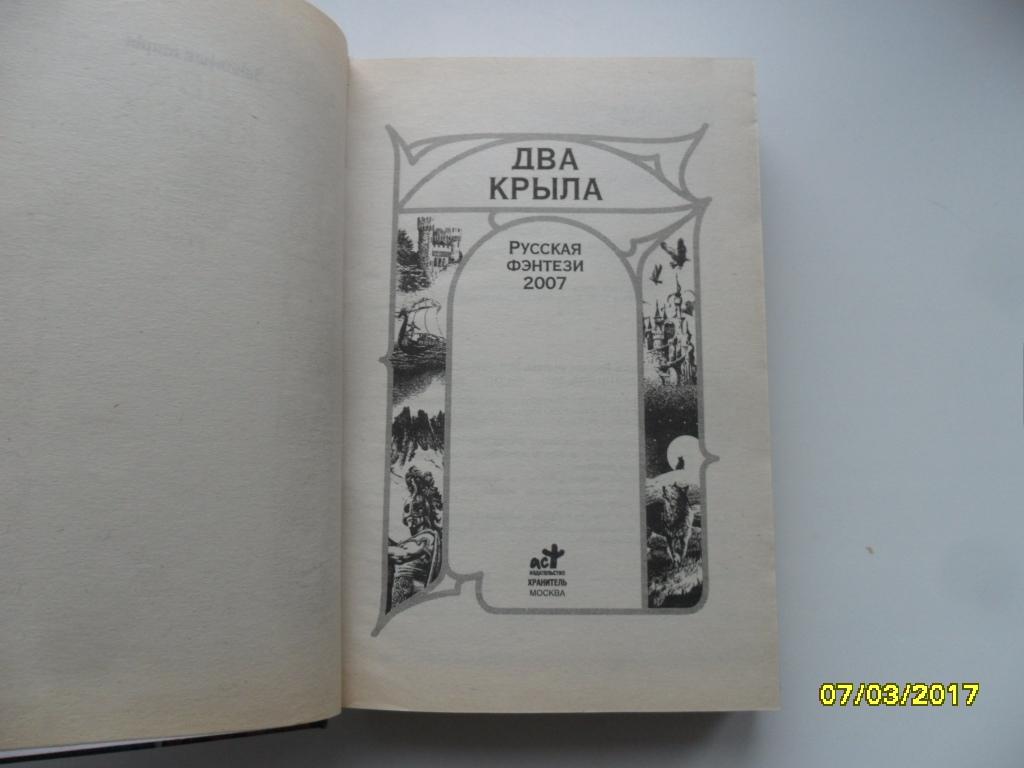 ДВА
КРЫЛА
РУССКАЯ
ФЭНТЕЗИ
2007
аст
ИЗДАТЕЛЬСТВО
ХРАНИТЕЛЬ
МОСКВА
07/03/2017